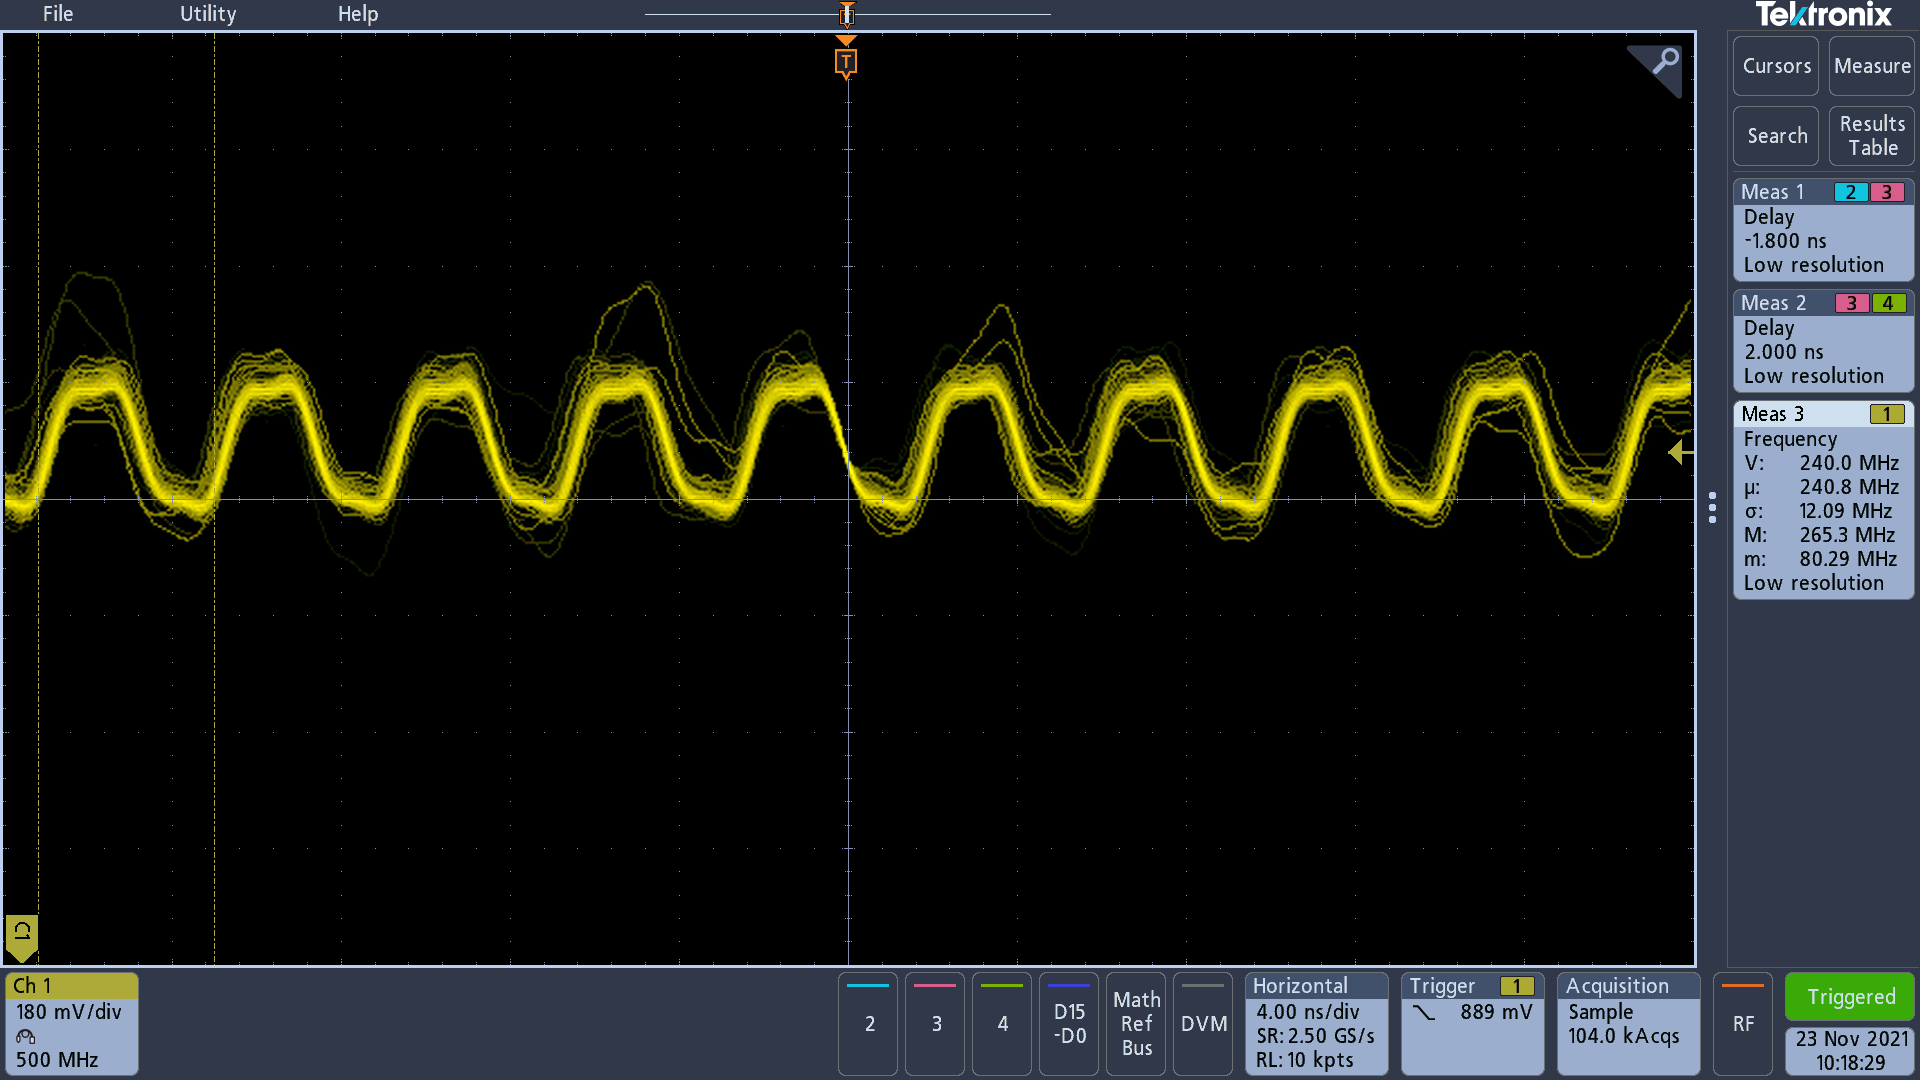 File Utility Help
Tektronix
T
Cursors Measure
Search Results Table
Meas 1 2 3
Delay
-1.800 ns
Low resolution
Meas 2 3 4
Delay
2.000 ns
Low resolution
Meas 3 1
Frequency
V: 240.0 MHz
µ: 240.8 MHz
σ: 12.09 MHz
M: 265.3 MHz
m: 80.29 MHz
Low resolution
C1
Ch 1
180 mV/div
500 MHz
2
3
4
D15
-D0
Math
Ref
Bus
DVM
Horizontal
4.00 ns/div
SR: 2.50 GS/s
RL: 10 kpts
Trigger 1
889 mV
Acquisition
Sample
104.0 kAcqs
RF
Triggered
23 Nov 2021
10:18:29